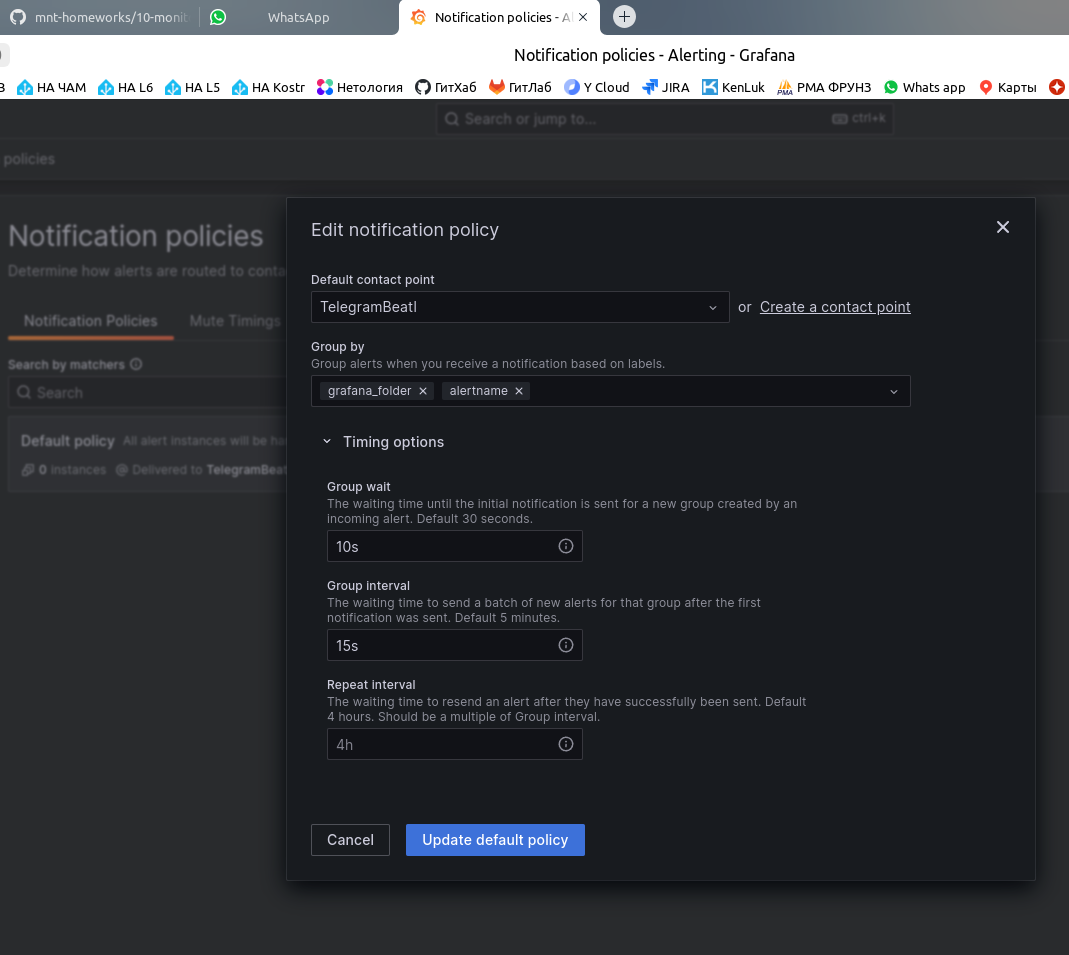 mnt-homeworks/10-monit
WhatsApp
Notification policies - Al
Notification policies - Alerting - Grafana
НА ЧАМ НА L6 НА L5 HA Kostr Нетология ГитХаб ГитЛаб Y Cloud JIRA KenLuk РМА ФРУНЗ Whats app Карты
Search or jump to...
ctrl+k
policies
Notification policies
Determine how alerts are routed to conta
Notification Policies
Mute Timings
Search by matchers
Search
Default policy All alert instances will be ha
0 instances Delivered to TelegramBeat
Edit notification policy
Default contact point
TelegramBeatl
or Create a contact point
Group by
Group alerts when you receive a notification based on labels.
grafana_folder
alertname
Timing options
Group wait
The waiting time until the initial notification is sent for a new group created by an
incoming alert. Default 30 seconds.
10s
Group interval
The waiting time to send a batch of new alerts for that group after the first
notification was sent. Default 5 minutes.
15s
Repeat interval
The waiting time to resend an alert after they have successfully been sent. Default
4 hours. Should be a multiple of Group interval.
4h
Cancel
Update default policy